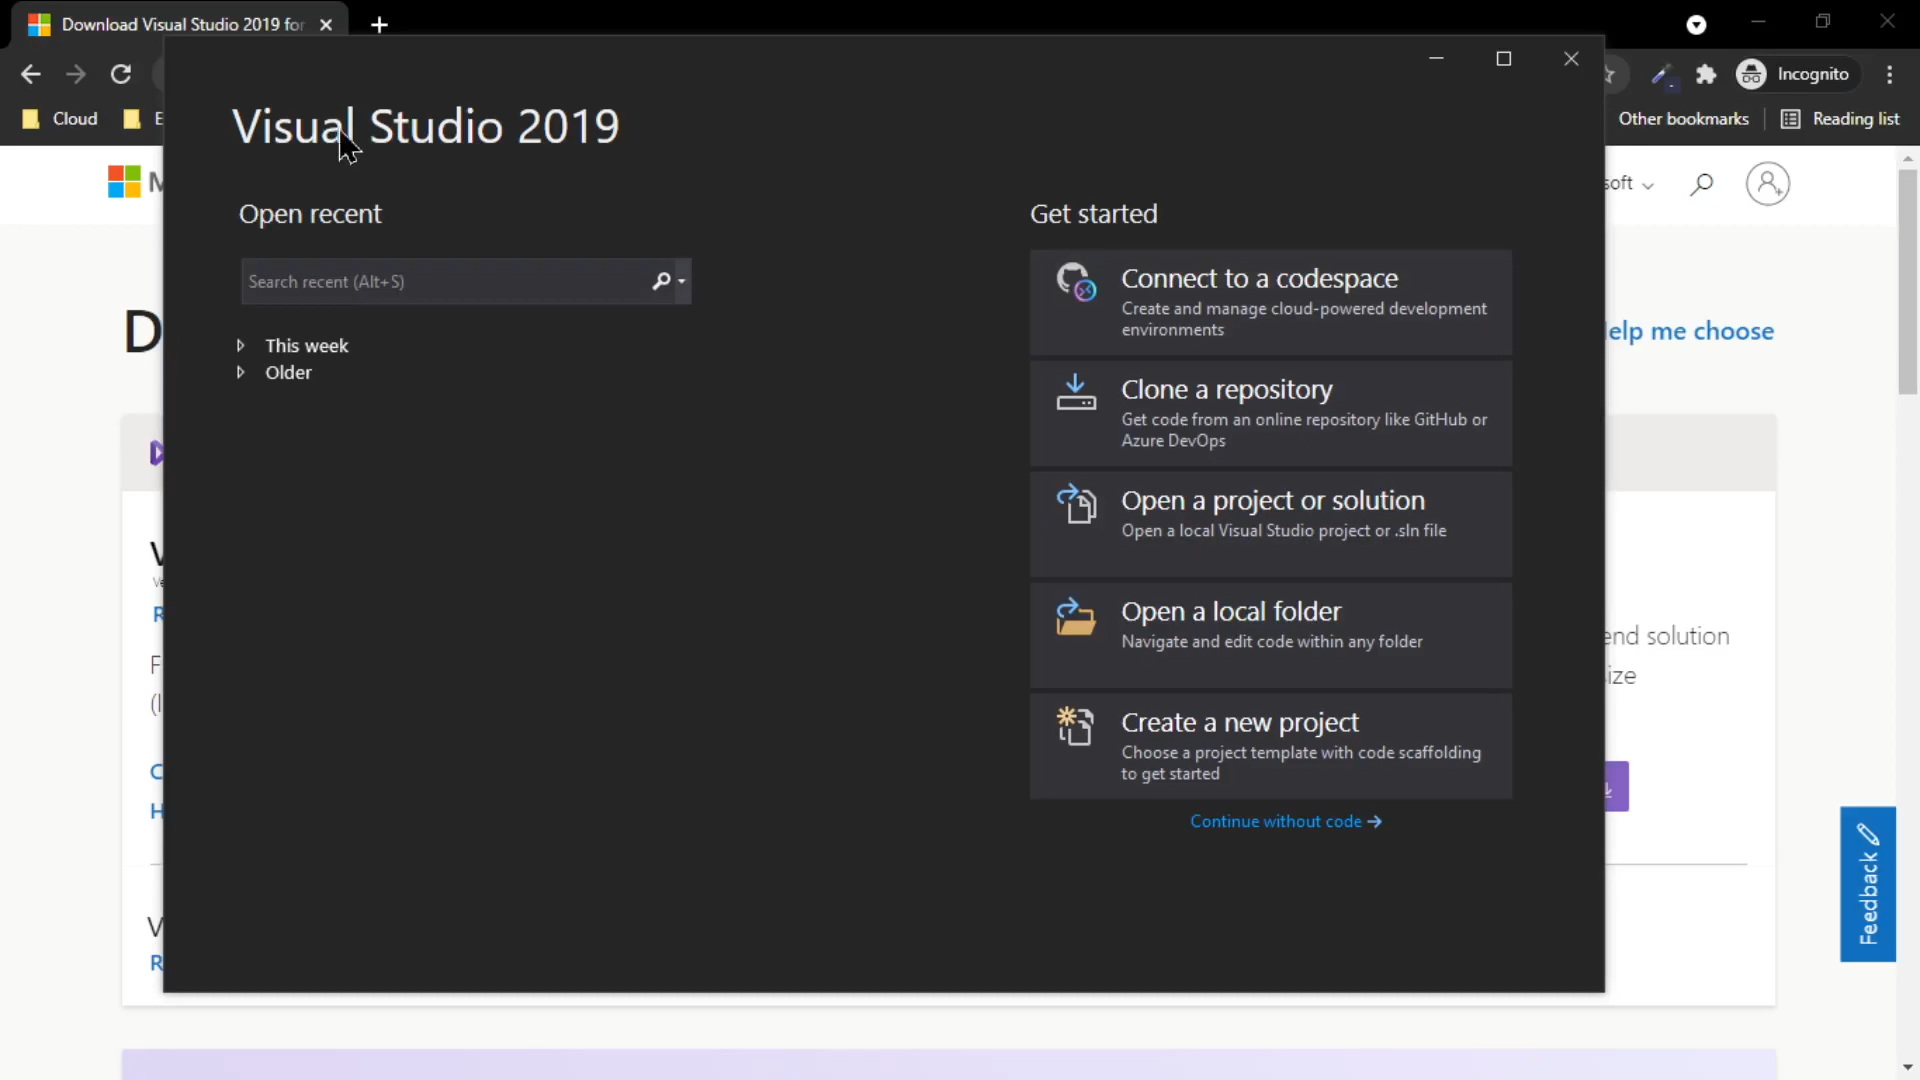 Download Visual Studio 2019 for
Incognito
Cloud
Other bookmarks
Reading list
Visual Studio 2019
Open recent
Get started
Search recent (Alt+S)
This week
Older
Connect to a codespace
Create and manage cloud-powered development
environments
Clone a repository
Get code from an online repository like GitHub or
Azure DevOps
Open a project or solution
Open a local Visual Studio project or .sln file
Open a local folder
Navigate and edit code within any folder
Create a new project
Choose a project template with code scaffolding
to get started
Continue without code →
soft
elp me choose
end solution
ize
Feedback